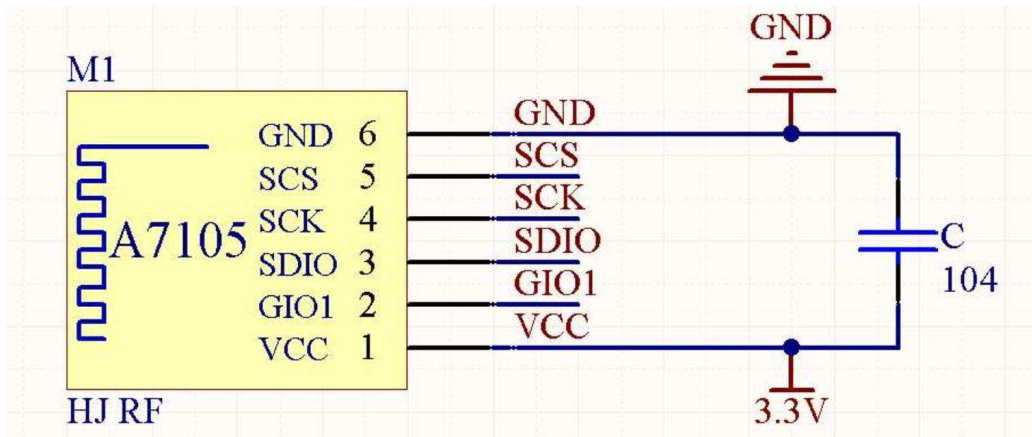 GND
M1
GND 6 GND
SCS 5 SCS
SCK 4 SCK
A7105
SDIO 3 SDIO
C
GIO1 2 GIO1
104
VCC 1 VCC
HJ RF
3.3V